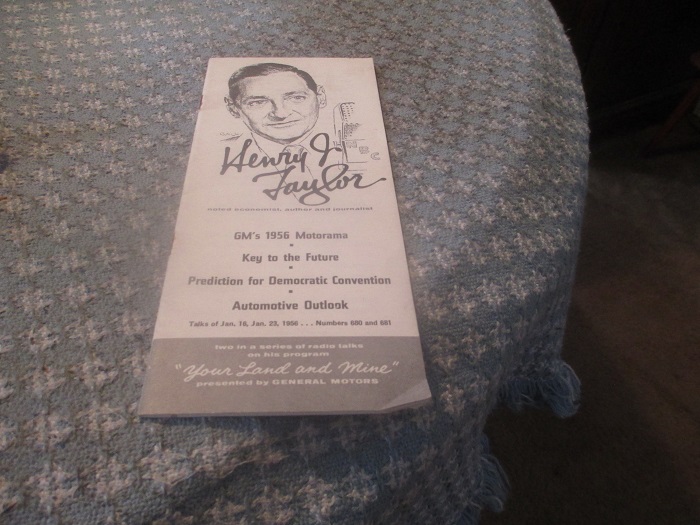 Henry J.
Taylor
noted economist, author and journalist
GM's 1956 Motorama
•
Key to the Future
•
Prediction for Democratic Convention
•
Automotive Outlook
Talks of Jan. 16, Jan. 23, 1956 . . . Numbers 680 and 681
two in a series of radio talks
on his program
"Your Land and Mine"
presented by GENERAL MOTORS